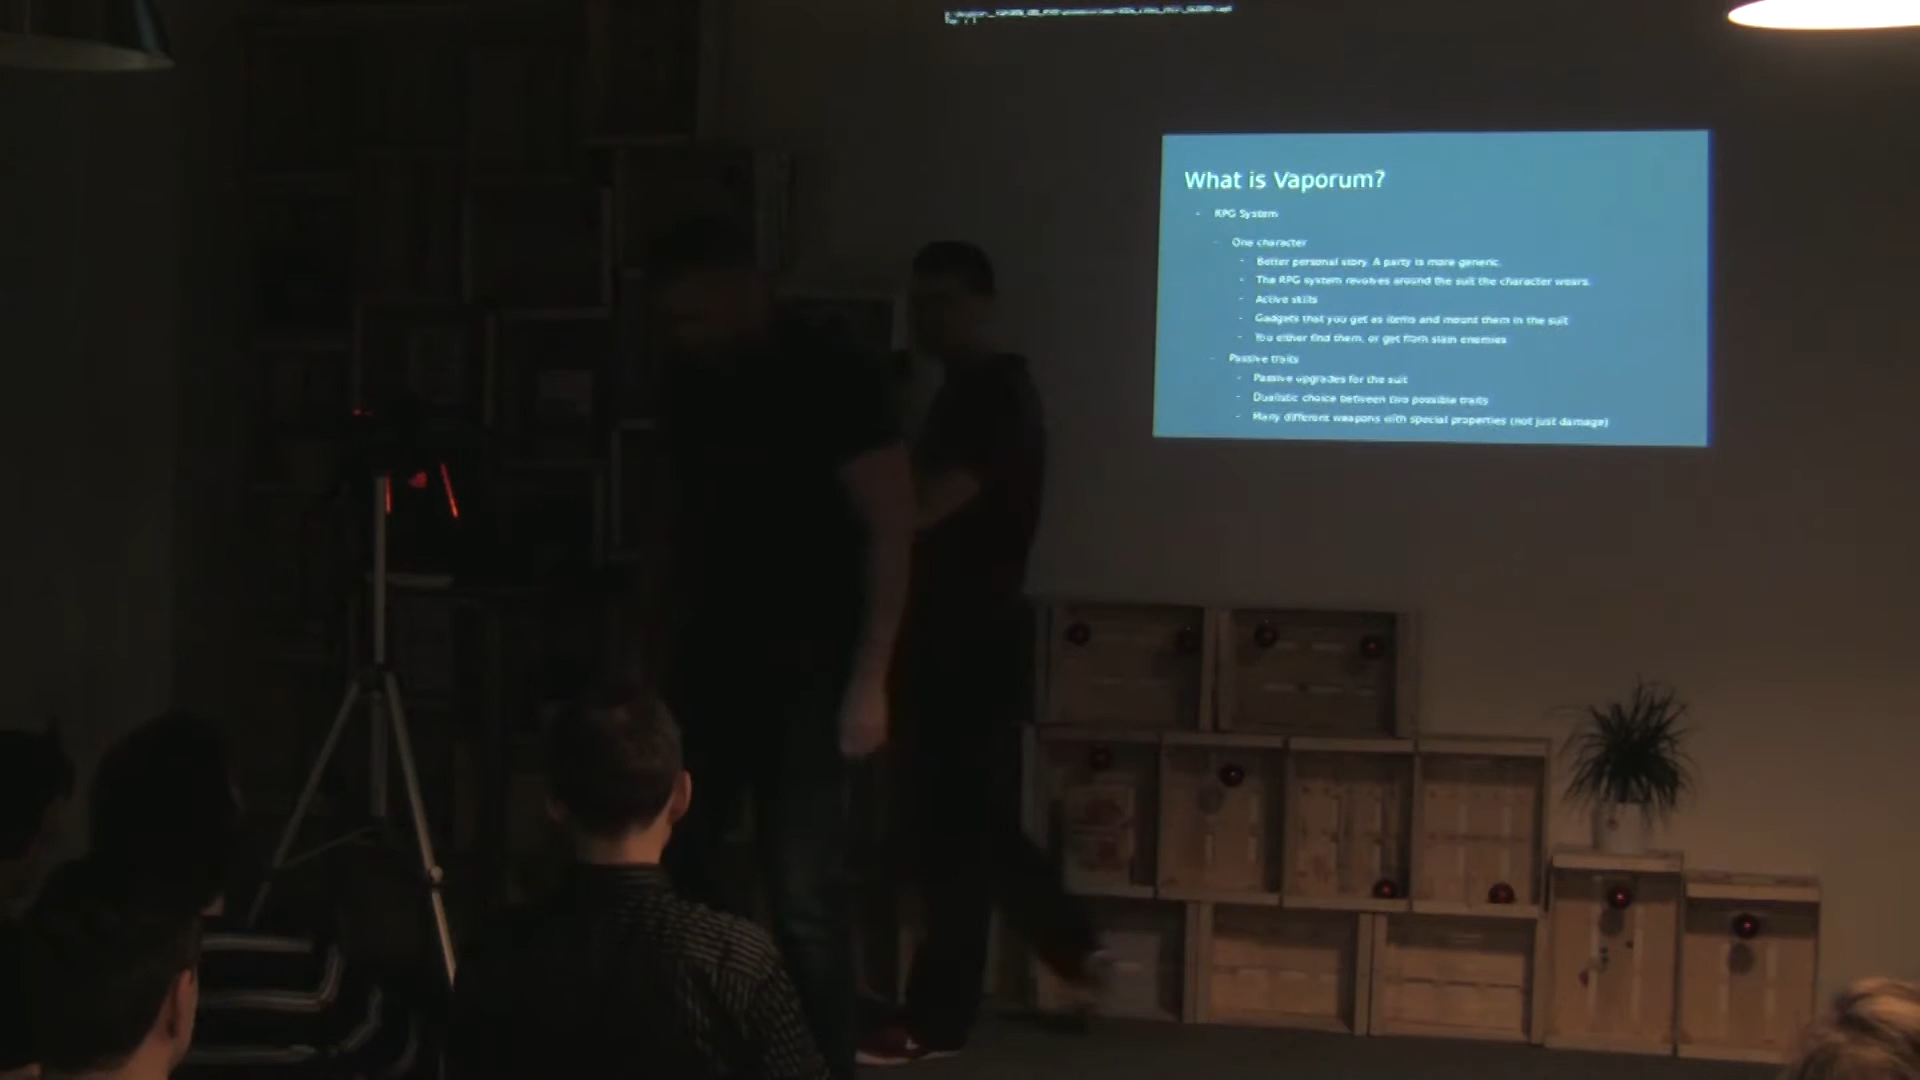 What is Vaporum?
- RPG System
- One character
- Better personal story. A party is more generic.
- The RPG system revolves around the suit the character wears.
- Active skills
- Gadgets that you get as items and mount them in the suit
- You either find them, or get from slain enemies
- Passive traits
- Passive upgrades for the suit
- Dualistic choice between two possible traits
- Many different weapons with special properties (not just damage)